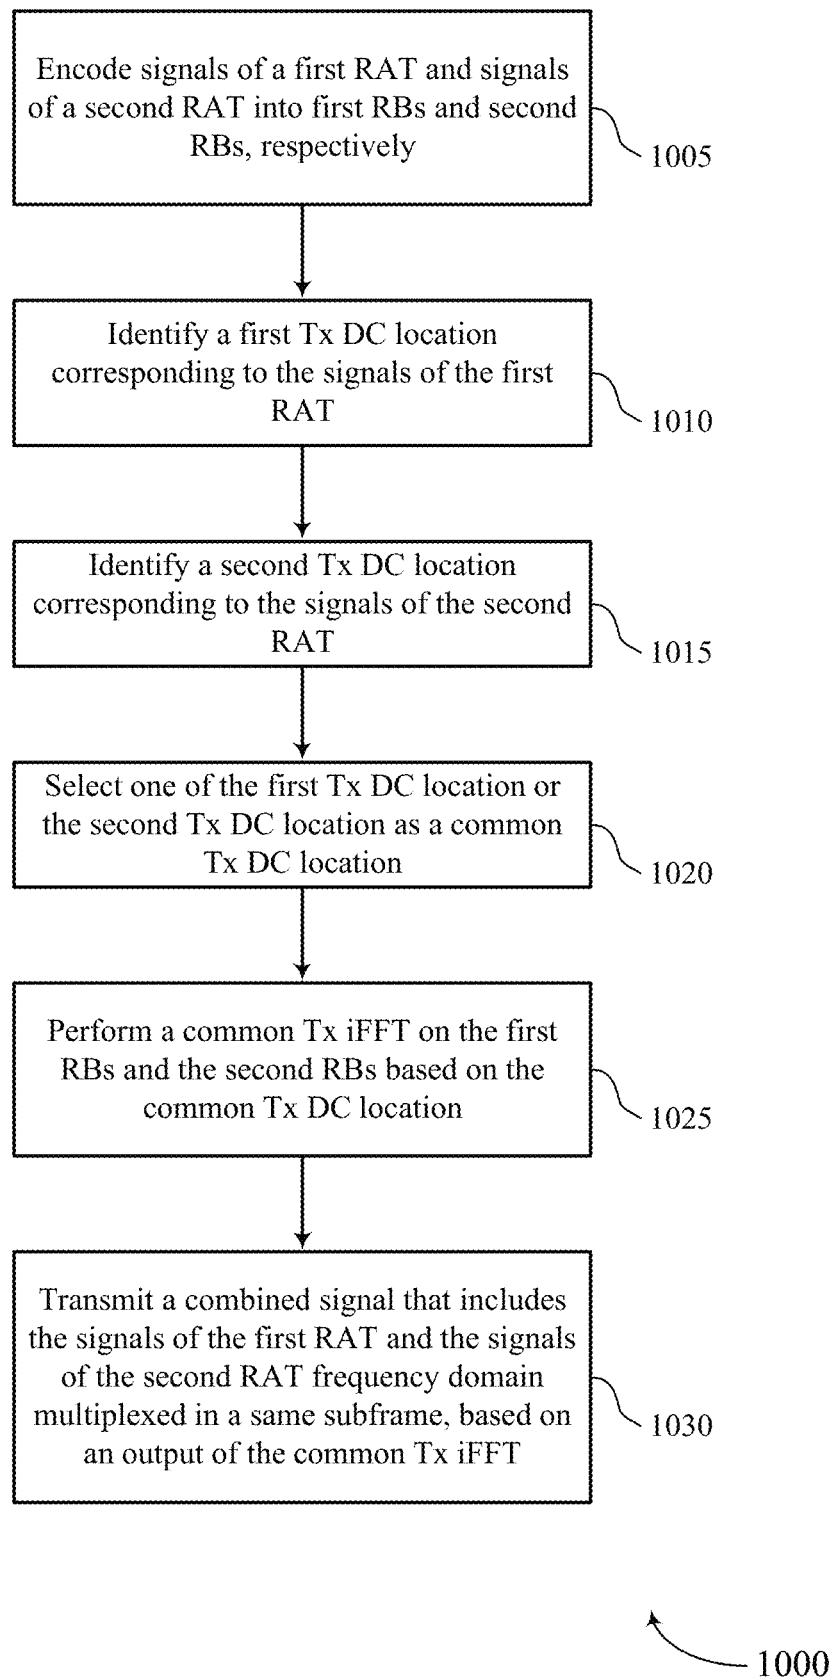 Encode signals of a first RAT and signals
of a second RAT into first RBs and second
RBs, respectively
1005
Identify a first Tx DC location
corresponding to the signals of the first
RAT
1010
Identify a second Tx DC location
corresponding to the signals of the second
RAT
1015
Select one of the first Tx DC location or
the second Tx DC location as a common
Tx DC location
1020
Perform a common Tx iFFT on the first
RBs and the second RBs based on the
common Tx DC location
1025
Transmit a combined signal that includes
the signals of the first RAT and the signals
of the second RAT frequency domain
multiplexed in a same subframe, based on
an output of the common Tx iFFT
1030
1000